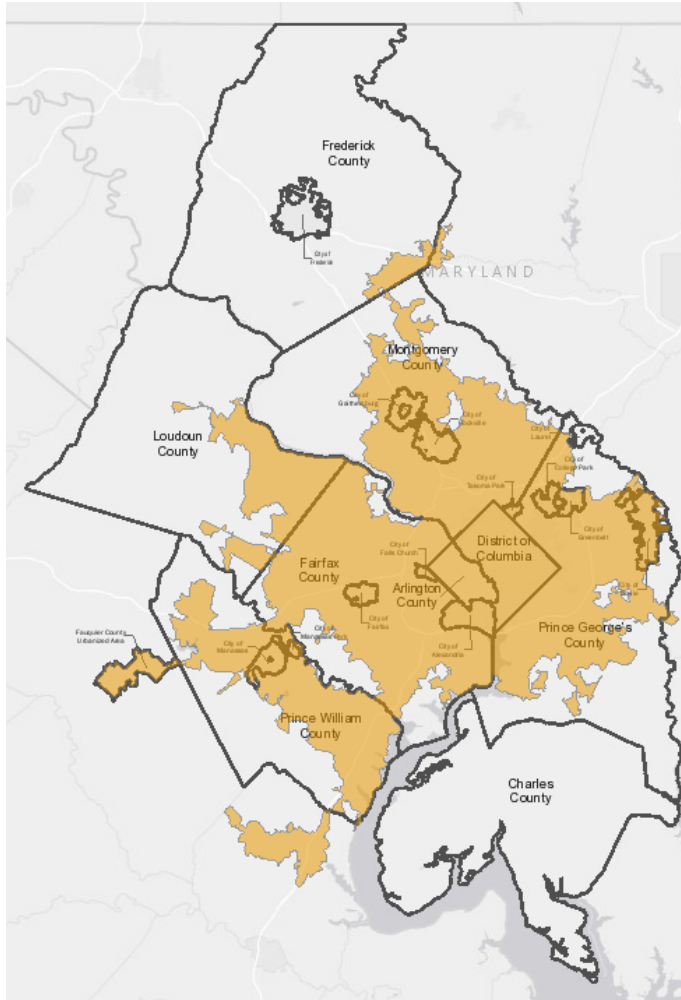 Frederick
County
City of
Frederick
MARYLAND
Montgomery
County
City of
Gaithersburg
City of
Rockville
City of
Laurel
Loudoun
County
City of
College Park
City of
Takoma Park
City of
Greenbelt
District of
Columbia
City of
Falls Church
Fairfax
County
Arlington
County
City of
Bowie
City of
Fairfax
City of
Alexandria
Prince George's
County
Fauquier County
Urbanized Area
City of
Manassas
City of
Manassas Park
Prince William
County
Charles
County